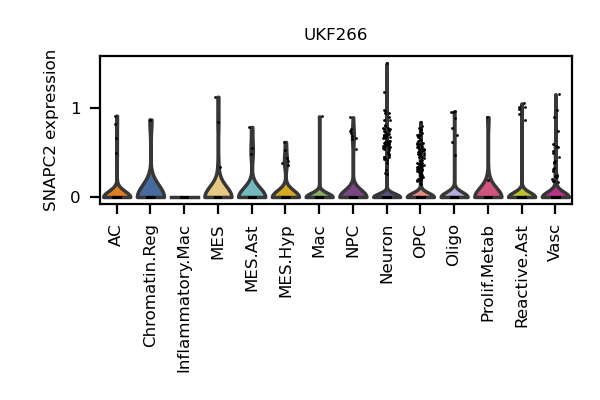 UKF266
SNAPC2 expression
1
0
AC
Chromatin.Reg
Inflammatory.Mac
MES
MES.Ast
MES.Hyp
Mac
NPC
Neuron
OPC
Oligo
Prolif.Metab
Reactive.Ast
Vasc